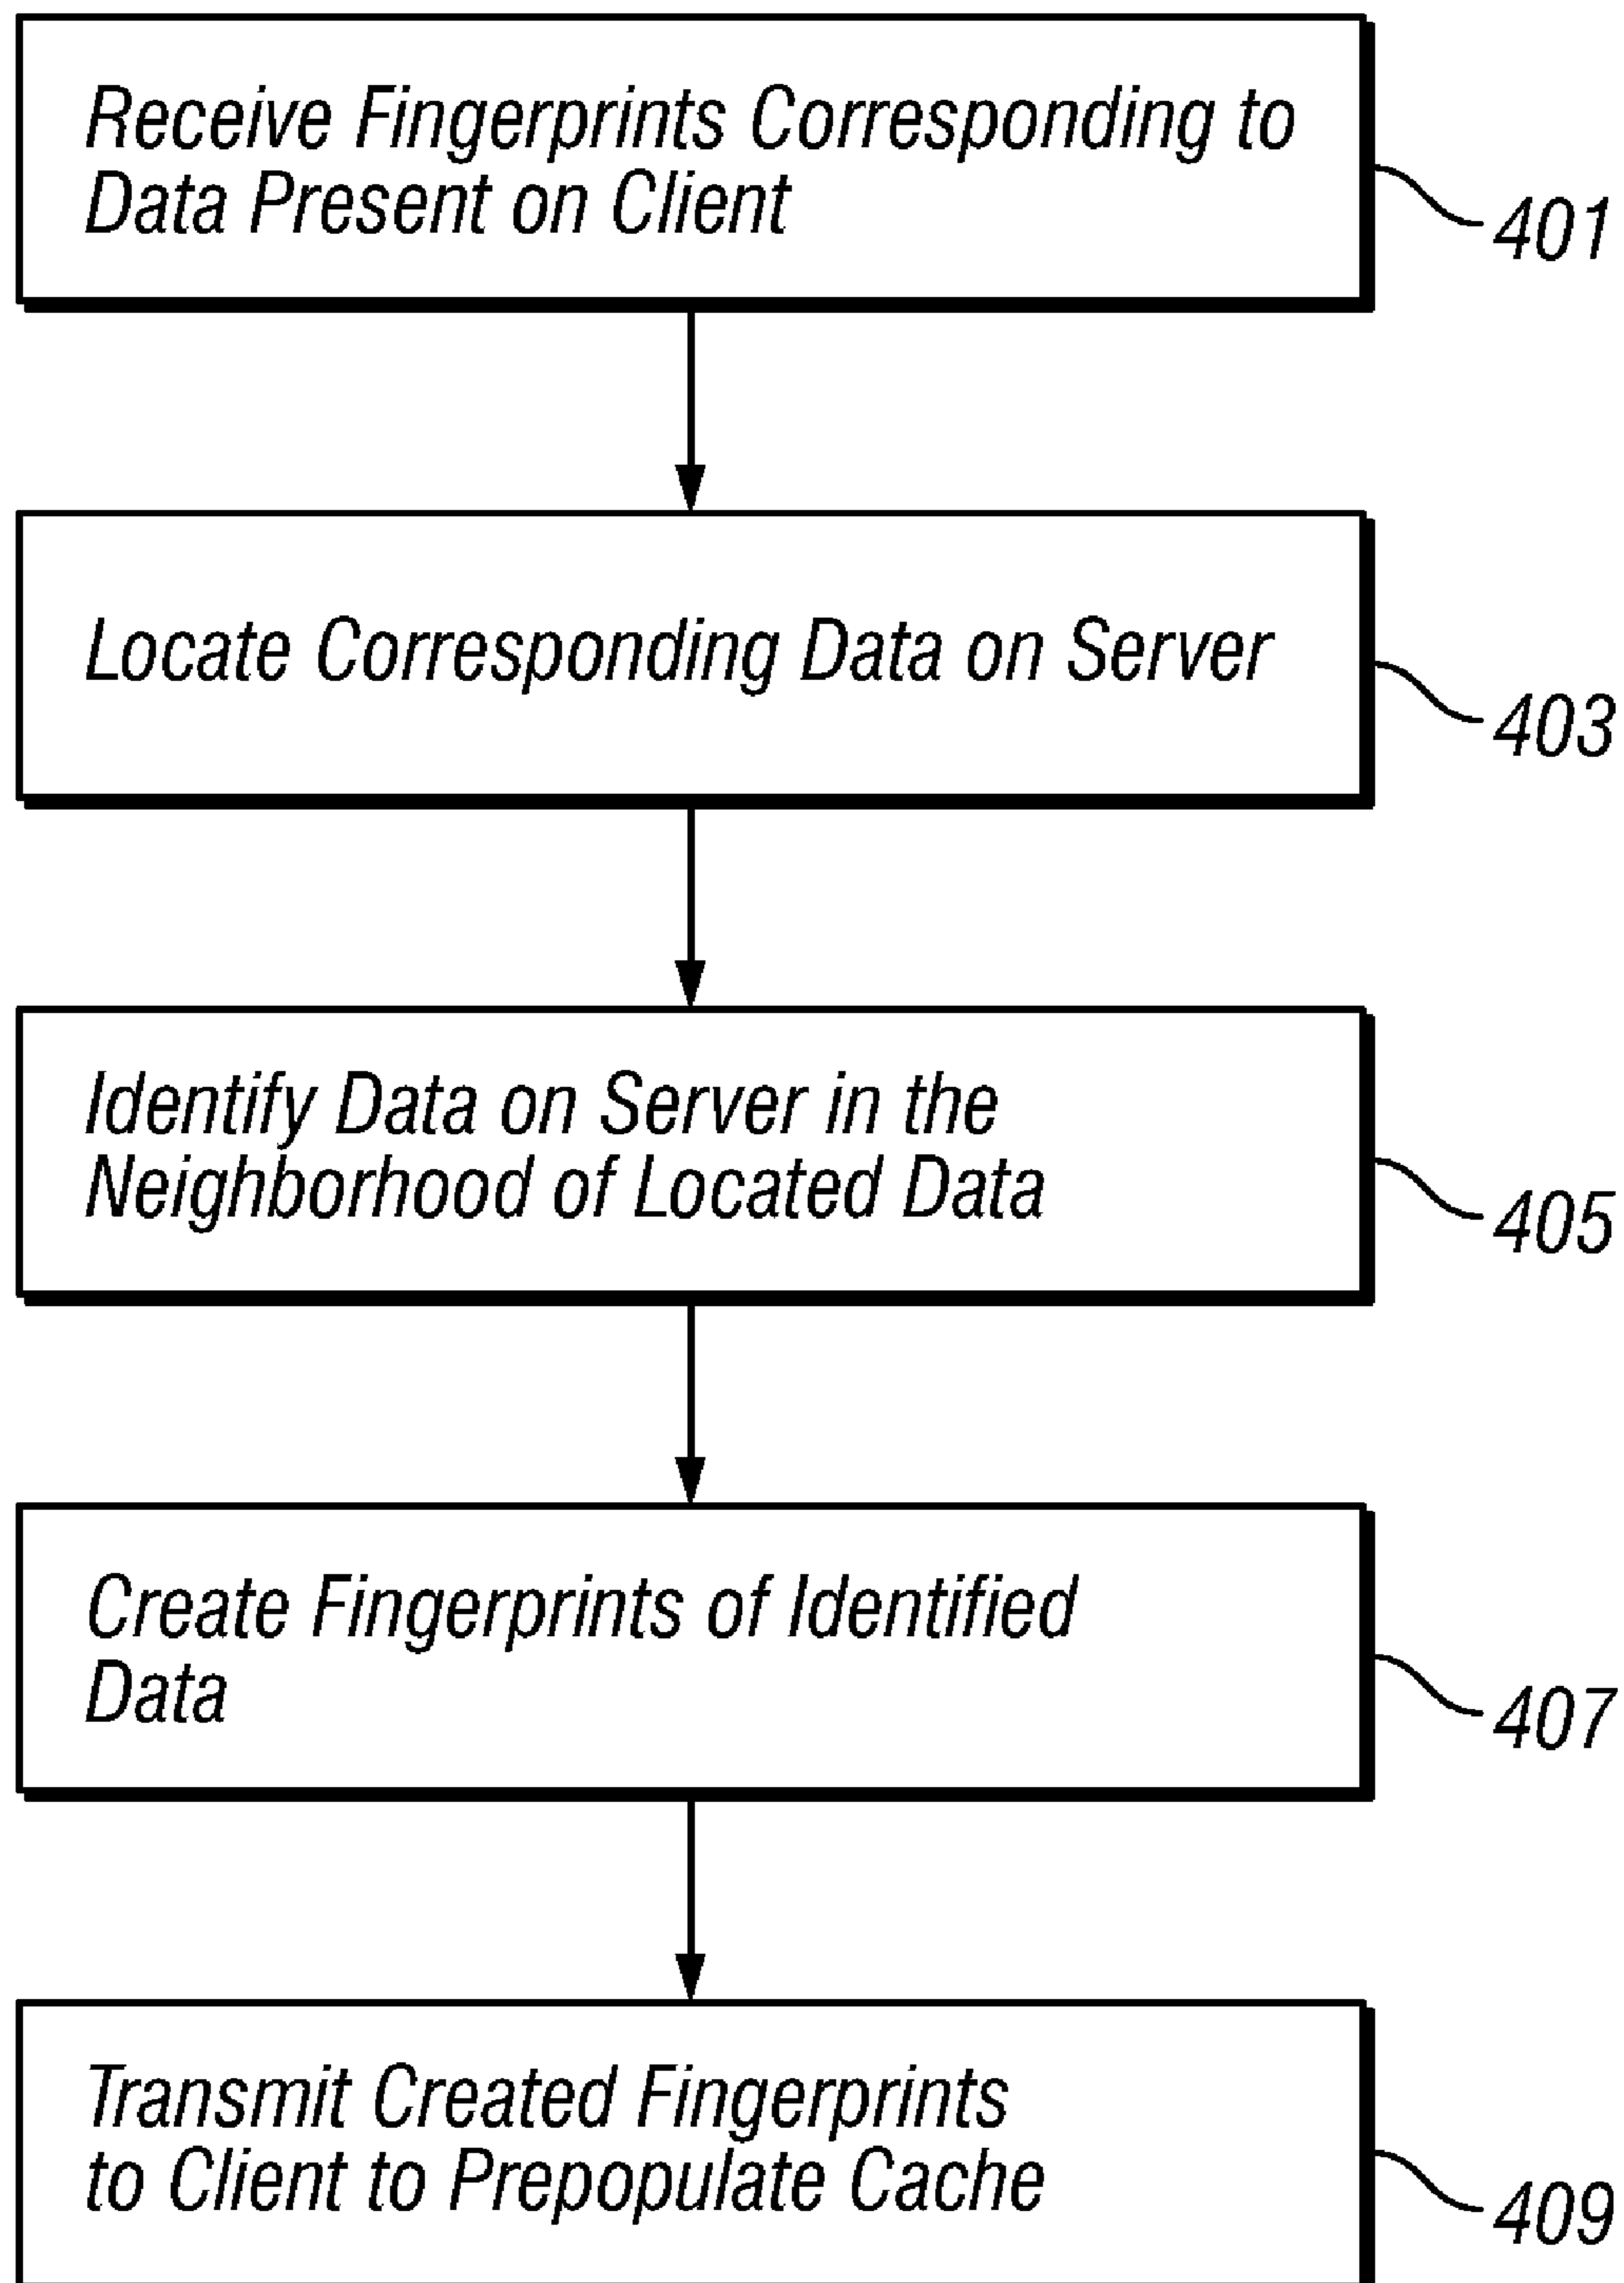 Receive Fingerprints Corresponding to
Data Present on Client
401
Locate Corresponding Data on Server
403
Identify Data on Server in the
Neighborhood of Located Data
405
Create Fingerprints of Identified
Data
407
Transmit Created Fingerprints
to Client to Prepopulate Cache
409